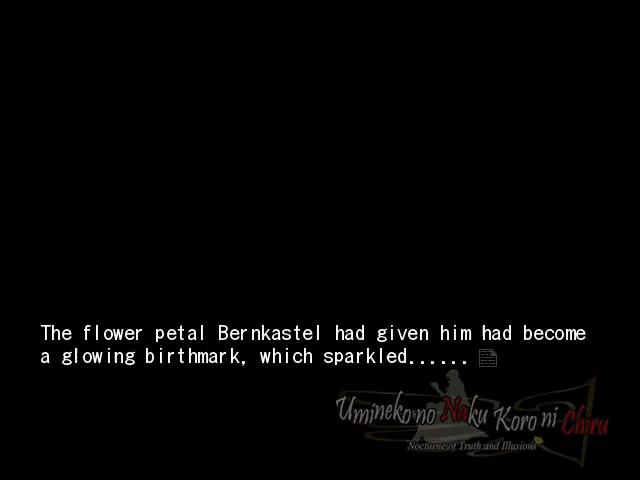 The flower petal Bernkastel had given him had become
a glowing birthmark, which sparkled......
Umineko no Naku Koro ni Chiru
Nocturne of Truth and Illusions